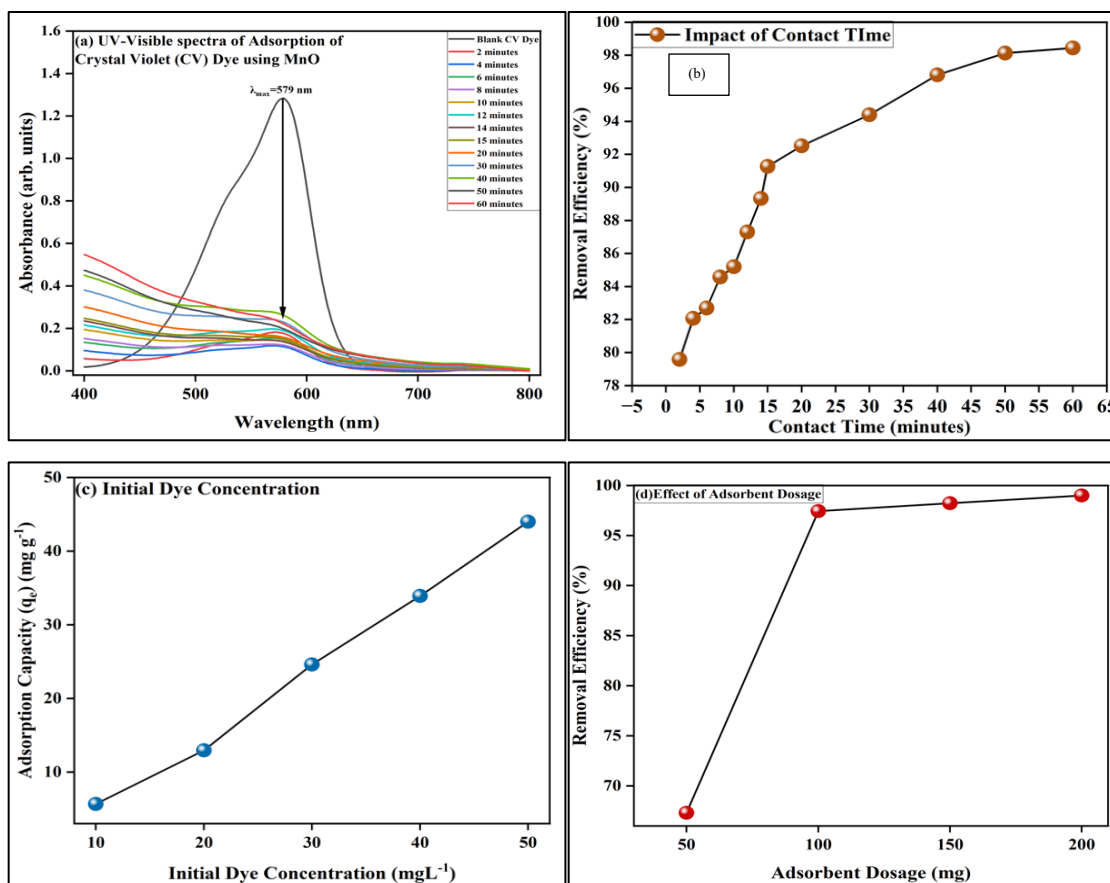 (a) UV-Visible spectra of Adsorption of
Crystal Violet (CV) Dye using MnO
λmax=579 nm
Blank CV Dye
2 minutes
4 minutes
6 minutes
8 minutes
10 minutes
12 minutes
14 minutes
15 minutes
20 minutes
30 minutes
40 minutes
50 minutes
60 minutes
Absorbance (arb. units)
1.6
1.4
1.2
1.0
0.8
0.6
0.4
0.2
0.0
400 500 600 700 800
Wavelength (nm)
Impact of Contact TIme
(b)
Removal Efficiency (%)
100
98
96
94
92
90
88
86
84
82
80
78
−5 0 5 10 15 20 25 30 35 40 45 50 55 60 65
Contact Time (minutes)
(c) Initial Dye Concentration
Adsorption Capacity (qe) (mg g-1)
50
40
30
20
10
10 20 30 40 50
Initial Dye Concentration (mgL-1)
(d)Effect of Adsorbent Dosage
Removal Efficiency (%)
100
95
90
85
80
75
70
50 100 150 200
Adsorbent Dosage (mg)